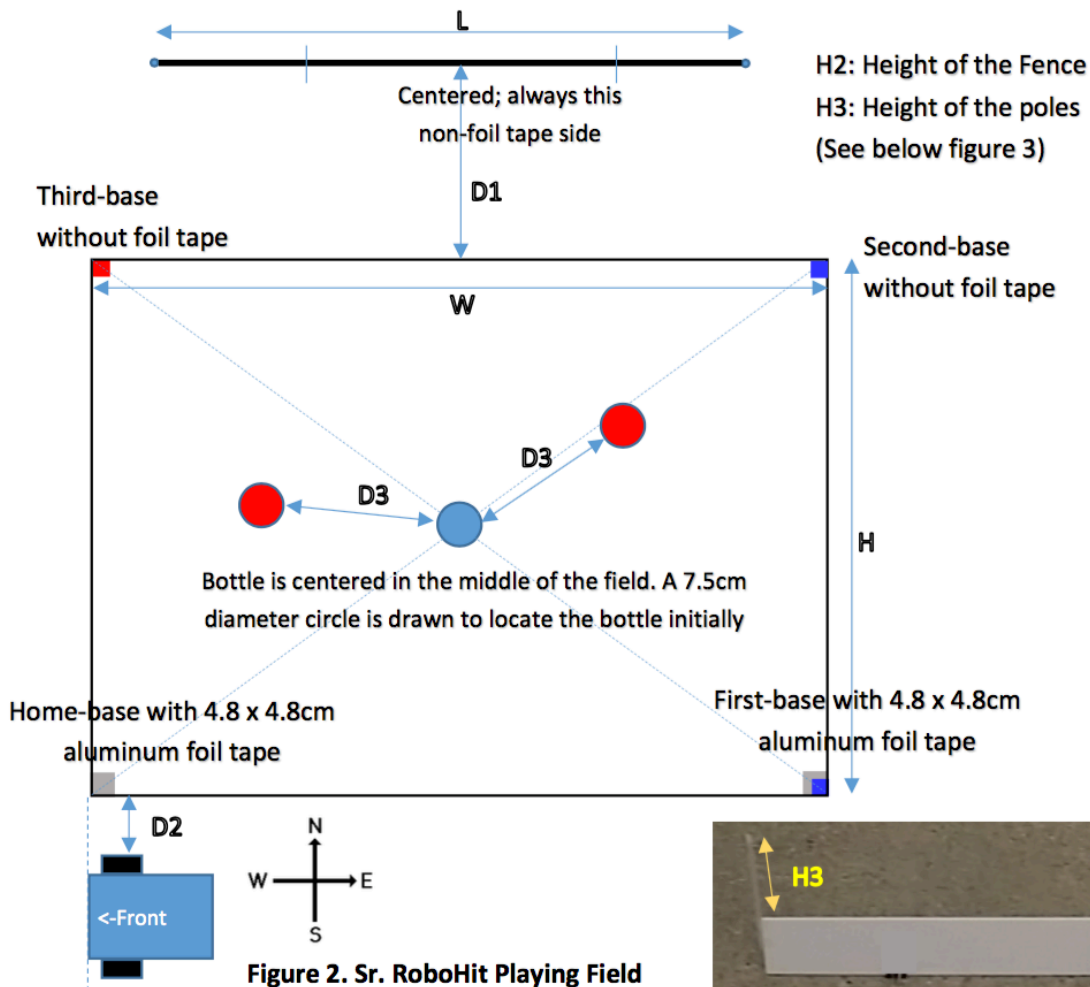 L
H2: Height of the Fence
H3: Height of the poles
(See below figure 3)
Centered; always this
non-foil tape side
D1
Third-base
without foil tape
Second-base
without foil tape
W
D3
D3
H
Bottle is centered in the middle of the field. A 7.5cm
diameter circle is drawn to locate the bottle initially
Home-base with 4.8 x 4.8cm
aluminum foil tape
First-base with 4.8 x 4.8cm
aluminum foil tape
D2
N
W
E
S
<-Front
H3
Figure 2. Sr. RoboHit Playing Field